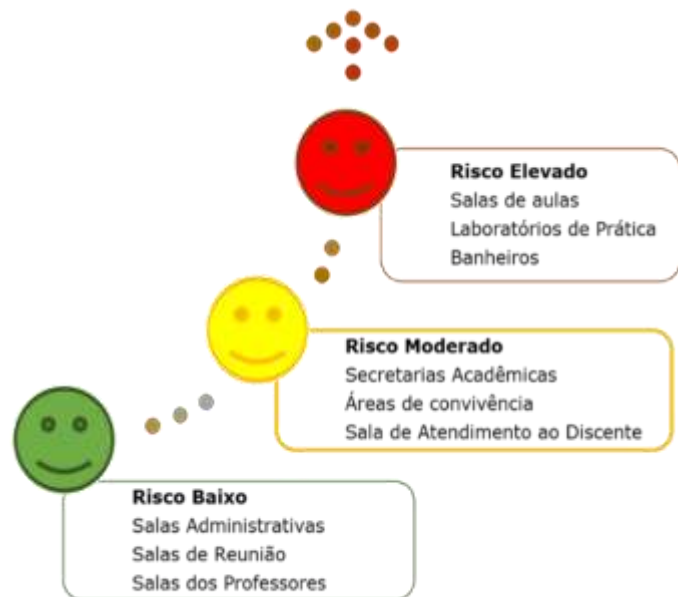 Risco Elevado
Salas de aulas
Laboratórios de Prática
Banheiros
Risco Moderado
Secretarias Acadêmicas
Áreas de convivência
Sala de Atendimento ao Discente
Risco Baixo
Salas Administrativas
Salas de Reunião
Salas dos Professores